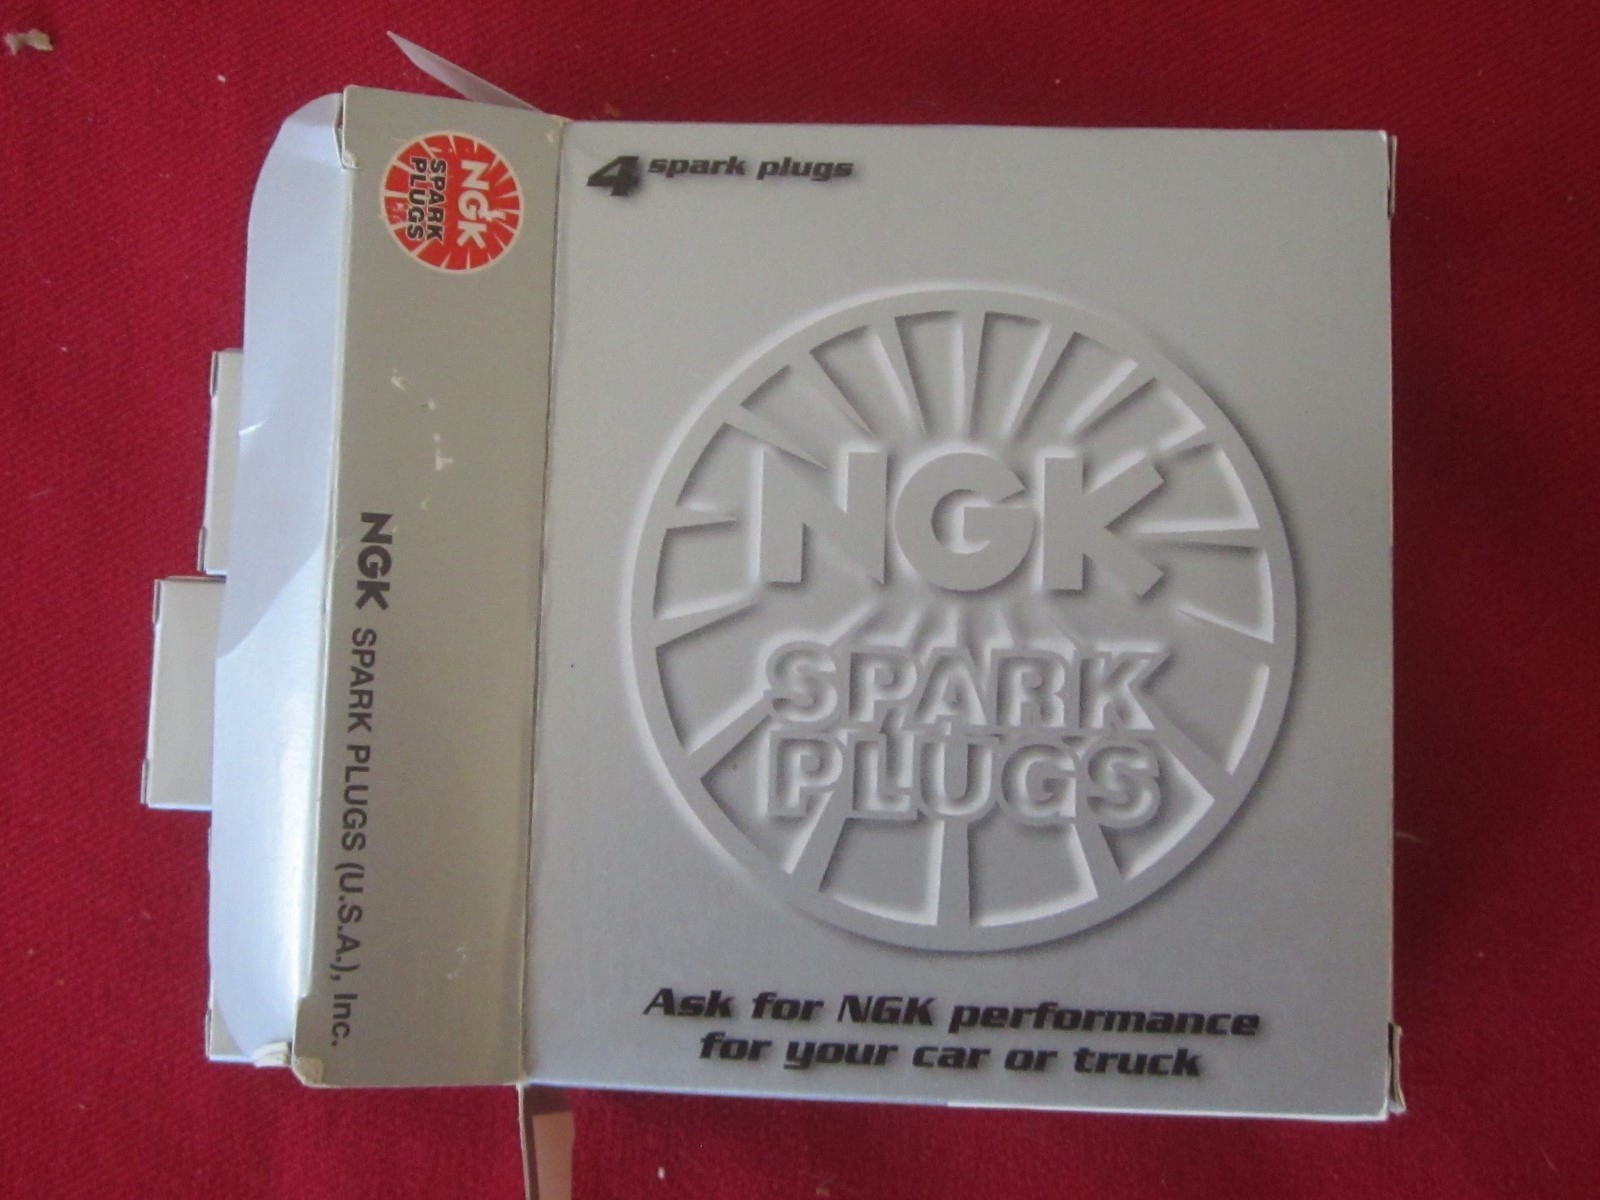 4 spark plugs
NGK
SPARK
PLUGS
Ask for NGK performance
for your car or truck
NGK
SPARK
PLUGS
NGK SPARK PLUGS (U.S.A.), Inc.